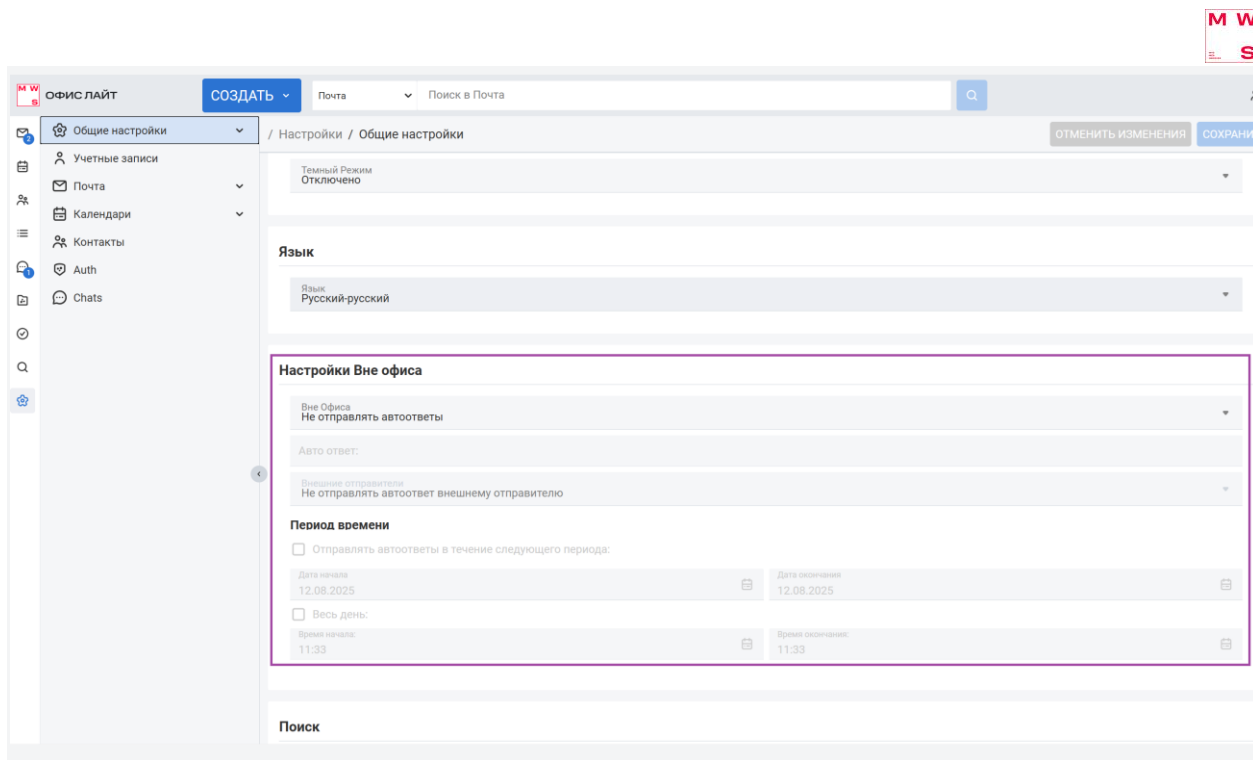 M W
S
M W
S
ОФИС ЛАЙТ
СОЗДАТЬ
Почта
Поиск в Почта
Общие настройки
/ Настройки / Общие настройки
ОТМЕНИТЬ ИЗМЕНЕНИЯ
СОХРАНИ
2
Учетные записи
Почта
Календари
Контакты
Auth
Chats
1
Темный Режим
Отключено
Язык
Язык
Русский-русский
Настройки Вне офиса
Вне Офиса
Не отправлять автоответы
Авто ответ:
Внешние отправители
Не отправлять автоответ внешнему отправителю
Период времени
Отправлять автоответы в течение следующего периода:
Дата начала
12.08.2025
Дата окончания
12.08.2025
Весь день:
Время начала:
11:33
Время окончания:
11:33
Поиск